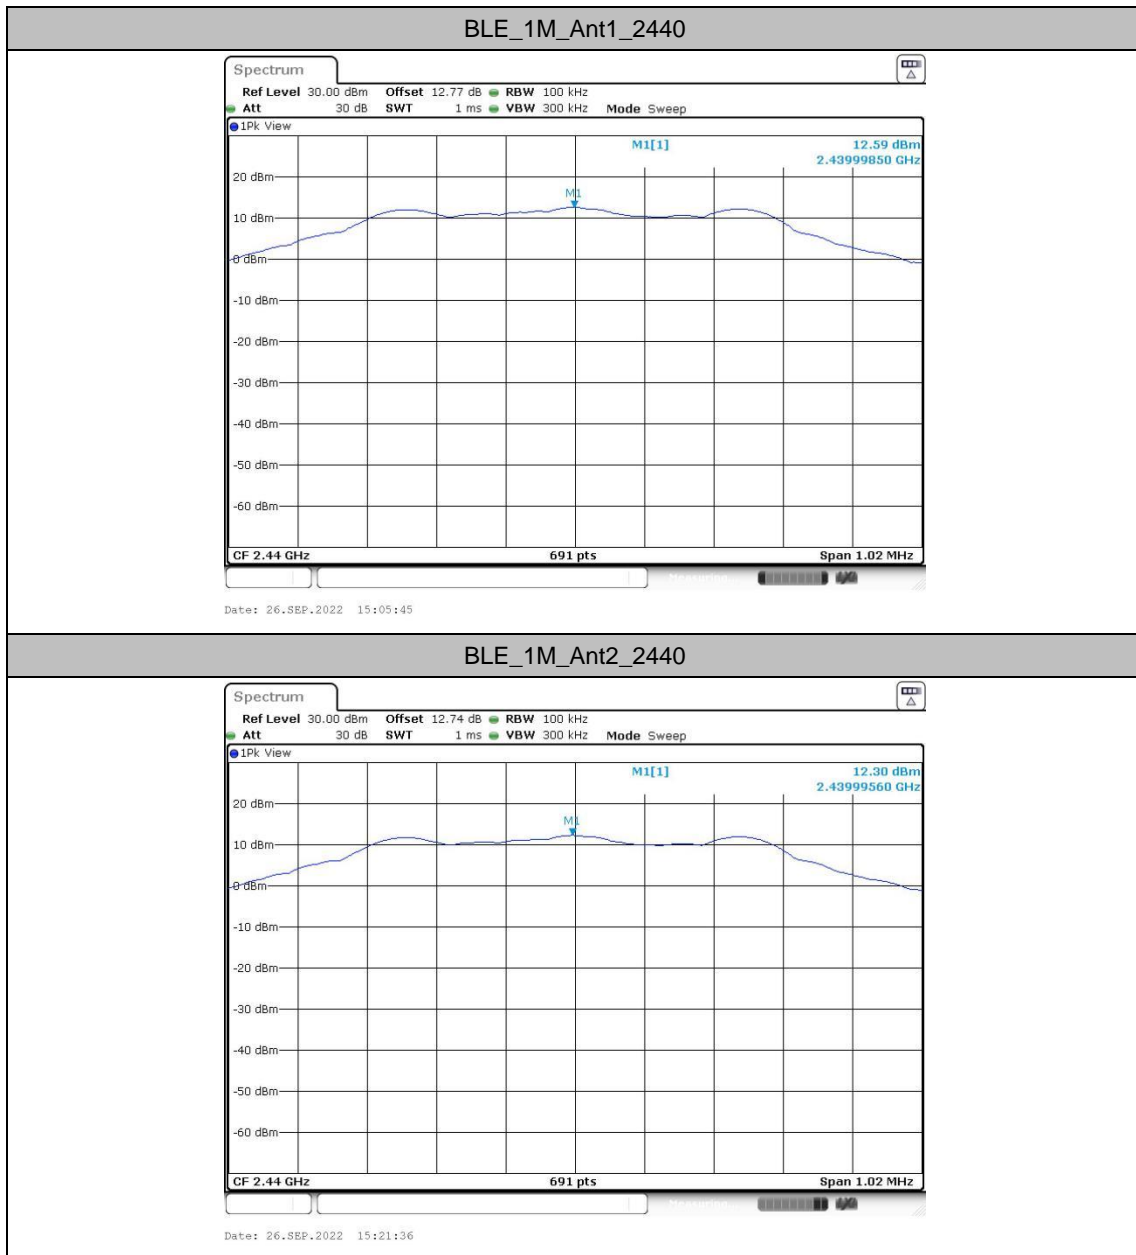 BLE_1M_Ant1_2440
Spectrum
Ref Level 30.00 dBm Offset 12.77 dB RBW 100 kHz
Att 30 dB SWT 1 ms VBW 300 kHz Mode Sweep
1Pk View
M1[1] 12.59 dBm
2.43999850 GHz
20 dBm
M1
10 dBm
0 dBm
-10 dBm
-20 dBm
-30 dBm
-40 dBm
-50 dBm
-60 dBm
CF 2.44 GHz 691 pts Span 1.02 MHz
Measuring
Date: 26.SEP.2022 15:05:45
BLE_1M_Ant2_2440
Spectrum
Ref Level 30.00 dBm Offset 12.74 dB RBW 100 kHz
Att 30 dB SWT 1 ms VBW 300 kHz Mode Sweep
1Pk View
M1[1] 12.30 dBm
2.43999560 GHz
20 dBm
M1
10 dBm
0 dBm
-10 dBm
-20 dBm
-30 dBm
-40 dBm
-50 dBm
-60 dBm
CF 2.44 GHz 691 pts Span 1.02 MHz
Measuring
Date: 26.SEP.2022 15:21:36